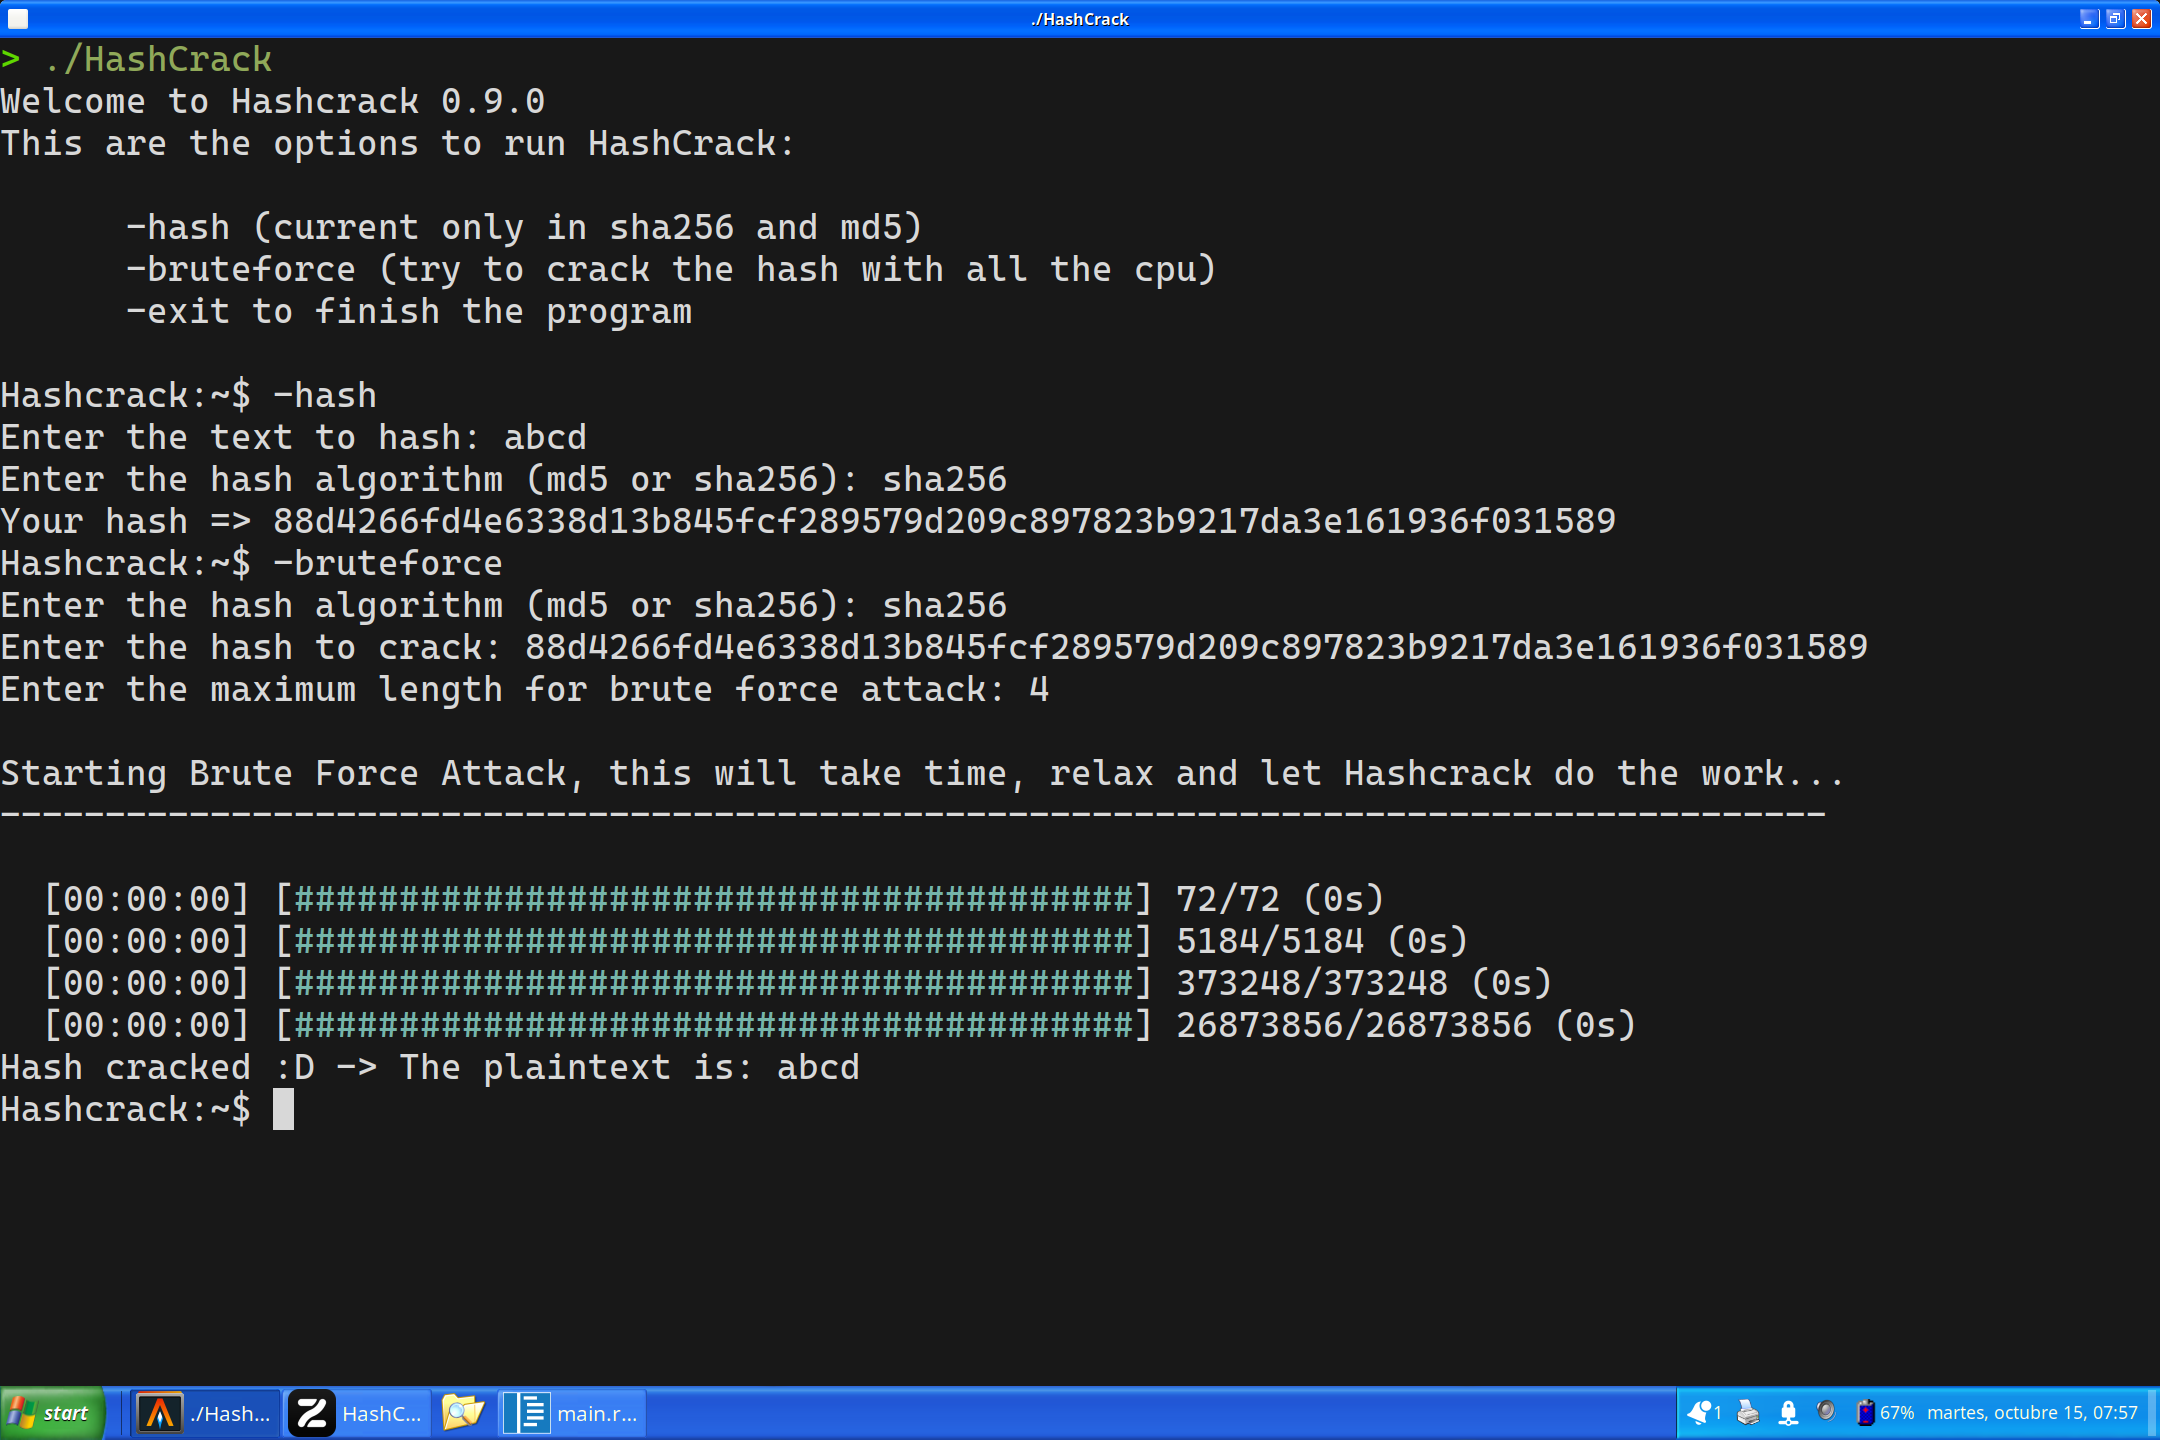 ./HashCrack
> ./HashCrack
Welcome to Hashcrack 0.9.0
This are the options to run HashCrack:
-hash (current only in sha256 and md5)
-bruteforce (try to crack the hash with all the cpu)
-exit to finish the program
Hashcrack:~$ -hash
Enter the text to hash: abcd
Enter the hash algorithm (md5 or sha256): sha256
Your hash => 88d4266fd4e6338d13b845fcf289579d209c897823b9217da3e161936f031589
Hashcrack:~$ -bruteforce
Enter the hash algorithm (md5 or sha256): sha256
Enter the hash to crack: 88d4266fd4e6338d13b845fcf289579d209c897823b9217da3e161936f031589
Enter the maximum length for brute force attack: 4
Starting Brute Force Attack, this will take time, relax and let Hashcrack do the work...
---------------------------------------------------------------------------------------
[00:00:00] [########################################] 72/72 (0s)
[00:00:00] [########################################] 5184/5184 (0s)
[00:00:00] [########################################] 373248/373248 (0s)
[00:00:00] [########################################] 26873856/26873856 (0s)
Hash cracked :D -> The plaintext is: abcd
Hashcrack:~$
start ./Hash... HashC... main.r... 1 67% martes, octubre 15, 07:57